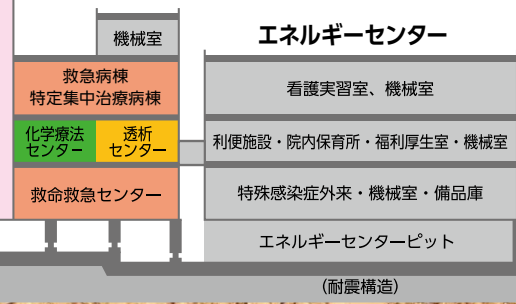 機械室
エネルギーセンター
救急病棟
特定集中治療病棟
看護実習室、機械室
化学療法
センター
透析
センター
利便施設・院内保育所・福利厚生室・機械室
救命救急センター
特殊感染症外来・機械室・備品庫
エネルギーセンターピット
（耐震構造）